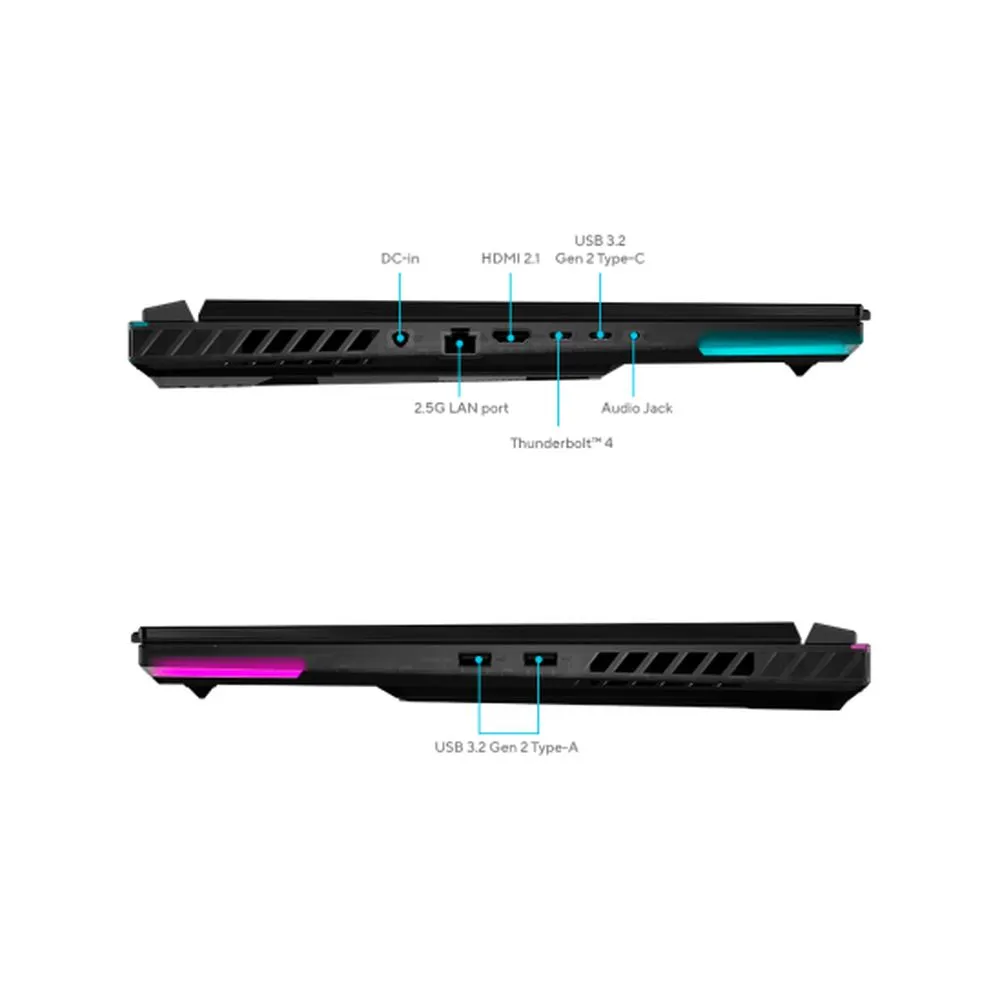 USB 3.2
DC-in HDMI 2.1 Gen 2 Type-C
2.5G LAN port Audio Jack
Thunderbolt™ 4
USB 3.2 Gen 2 Type-A